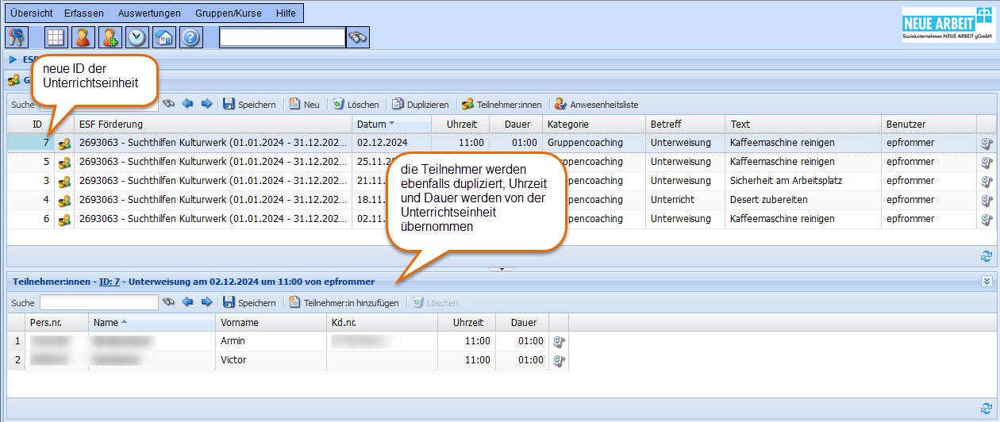 Übersicht Erfassen Auswertungen Gruppen/Kurse Hilfe
NEUE ARBEIT
Sozialunternehmen NEUE ARBEIT gGmbH
ESF
neue ID der
Unterrichtseinheit
G
Suche Speichern Neu Löschen Duplizieren Teilnehmer:innen Anwesenheitsliste
ID ESF Förderung Datum Uhrzeit Dauer Kategorie Betreff Text Benutzer
7 2693063 - Suchthilfen Kulturwerk (01.01.2024 - 31.12.202... 02.12.2024 11:00 01:00 Gruppencoaching Unterweisung Kaffeemaschine reinigen epfrommer
5 2693063 - Suchthilfen Kulturwerk (01.01.2024 - 31.12.202... 25.11.2 ppencoaching Unterweisung Kaffeemaschine reinigen epfrommer
3 2693063 - Suchthilfen Kulturwerk (01.01.2024 - 31.12.202... 21.11. ppencoaching Unterweisung Sicherheit am Arbeitsplatz epfrommer
4 2693063 - Suchthilfen Kulturwerk (01.01.2024 - 31.12.202... 18.11. ppencoaching Unterricht Desert zubereiten epfrommer
6 2693063 - Suchthilfen Kulturwerk (01.01.2024 - 31.12.202... 02.11. ppencoaching Unterweisung Kaffeemaschine reinigen epfrommer
die Teilnehmer werden
ebenfalls dupliziert, Uhrzeit
und Dauer werden von der
Unterrichtseinheit
übernommen
Teilnehmer:innen - ID: 7 - Unterweisung am 02.12.2024 um 11:00 von epfrommer
Suche Speichern Teilnehmer:in hinzufügen Löschen
Pers.nr. Name Vorname Kd.nr. Uhrzeit Dauer
1 Armin 11:00 01:00
2 Victor 11:00 01:00